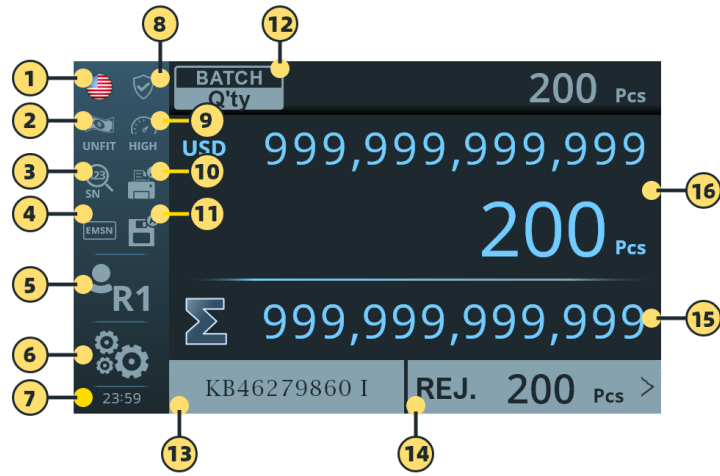 8
12
1
BATCH
Q'ty
200 Pcs
2
UNFIT
HIGH
9
USD
999,999,999,999
3
123
SN
10
16
4
EMSN
11
200 Pcs
5
R1
Σ
999,999,999,999
15
6
7
23:59
KB46279860 I
REJ. 200 Pcs >
13
14